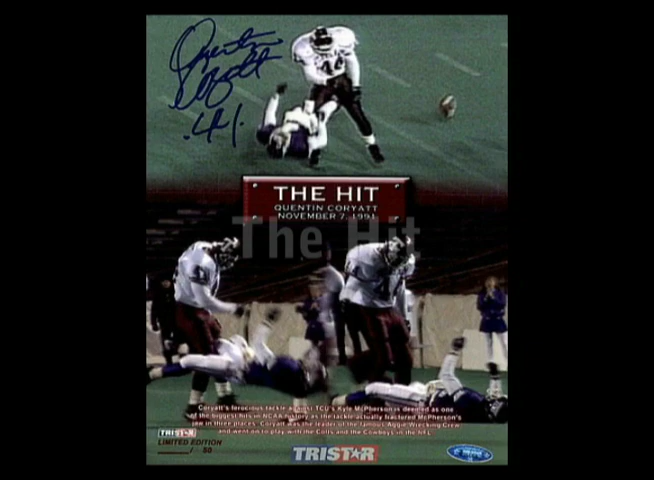 Quentin
Coryatt
.41.
THE HIT
QUENTIN CORYATT
NOVEMBER 7, 1991
The Hit
Coryatt's ferocious tackle against TCU's Kyle McPherson is deemed as one
of the biggest hits in NCAA history as the tackle actually fractured McPherson's
jaw in three places. Coryatt was the leader of the famous Aggie Wrecking Crew
and went on to play with the Colts and the Cowboys in the NFL.
TRISTAR
LIMITED EDITION
/ 50
TRISTAR